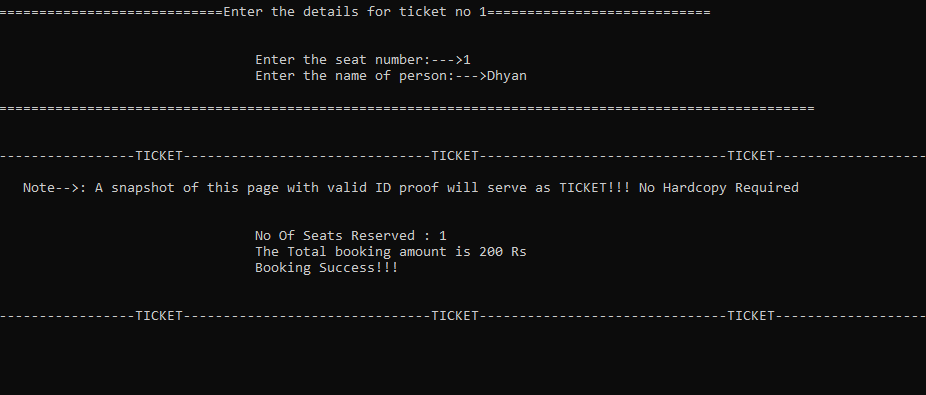 ============================Enter the details for ticket no 1============================
Enter the seat number:--->1
Enter the name of person:--->Dhyan
======================================================================================================
-----------------TICKET-------------------------------TICKET-------------------------------TICKET-------------------
Note-->: A snapshot of this page with valid ID proof will serve as TICKET!!! No Hardcopy Required
No Of Seats Reserved : 1
The Total booking amount is 200 Rs
Booking Success!!!
-----------------TICKET-------------------------------TICKET-------------------------------TICKET-------------------